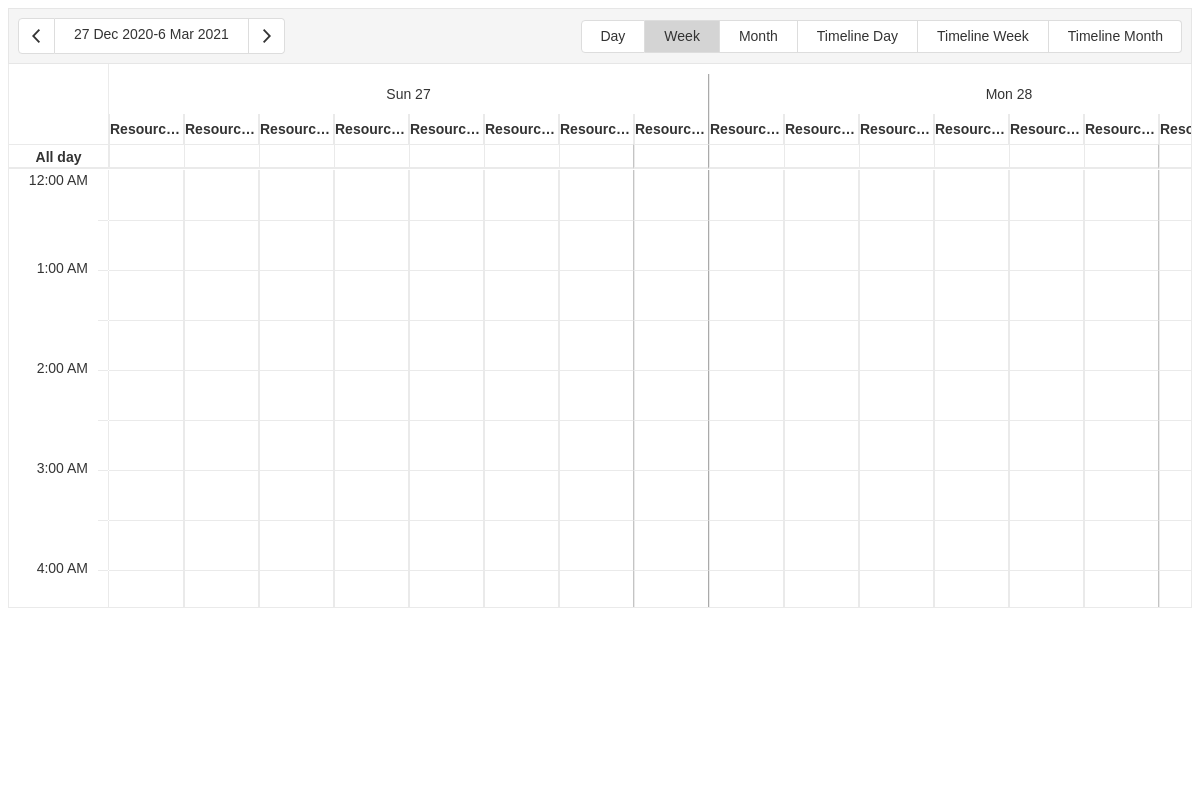 27 Dec 2020-6 Mar 2021
Day Week Month Timeline Day Timeline Week Timeline Month
Sun 27 Mon 28
Resourc… Resourc… Resourc… Resourc… Resourc… Resourc… Resourc… Resourc… Resourc… Resourc… Resourc… Resourc… Resourc… Resourc… Reso
All day
12:00 AM
1:00 AM
2:00 AM
3:00 AM
4:00 AM